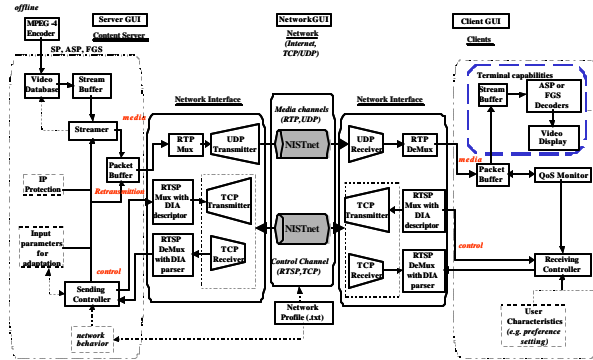 offline
MPEG -4
Encoder
Server GUI
Content Server
SP, ASP, FGS
Video
Database
Stream
Buffer
Streamer
media
Packet
Buffer
IP
Protection
Retransmittion
Input
parameters
for
adaptation
control
Sending
Controller
network
behavior
Network Interface
RTP
Mux
UDP
Transmitter
RTSP
Mux with
DIA
descriptor
TCP
Transmitter
RTSP
DeMux
with DIA
parser
TCP
Receiver
NetworkGUI
Network
(Internet,
TCP/UDP)
Media channels
(RTP,UDP)
NISTnet
NISTnet
Control Channel
(RTSP,TCP)
Network
Profile (.txt)
Network Interface
UDP
Receiver
RTP
DeMux
TCP
Transmitter
RTSP
Mux with
DIA
descriptor
TCP
Receiver
RTSP
DeMux
with DIA
parser
Client GUI
Clients
Terminal capabilities
Stream
Buffer
ASP or
FGS
Decoders
Video
Display
media
Packet
Buffer
QoS Monitor
control
Receiving
Controller
User
Characteristics
(e.g. preference
setting)